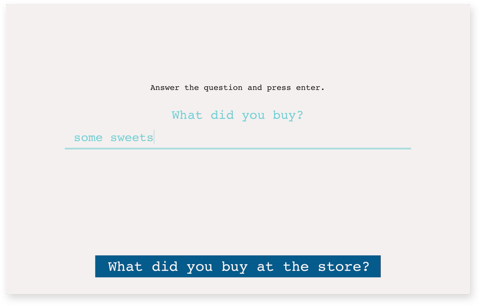 Answer the question and press enter.
What did you buy?
some sweets
What did you buy at the store?